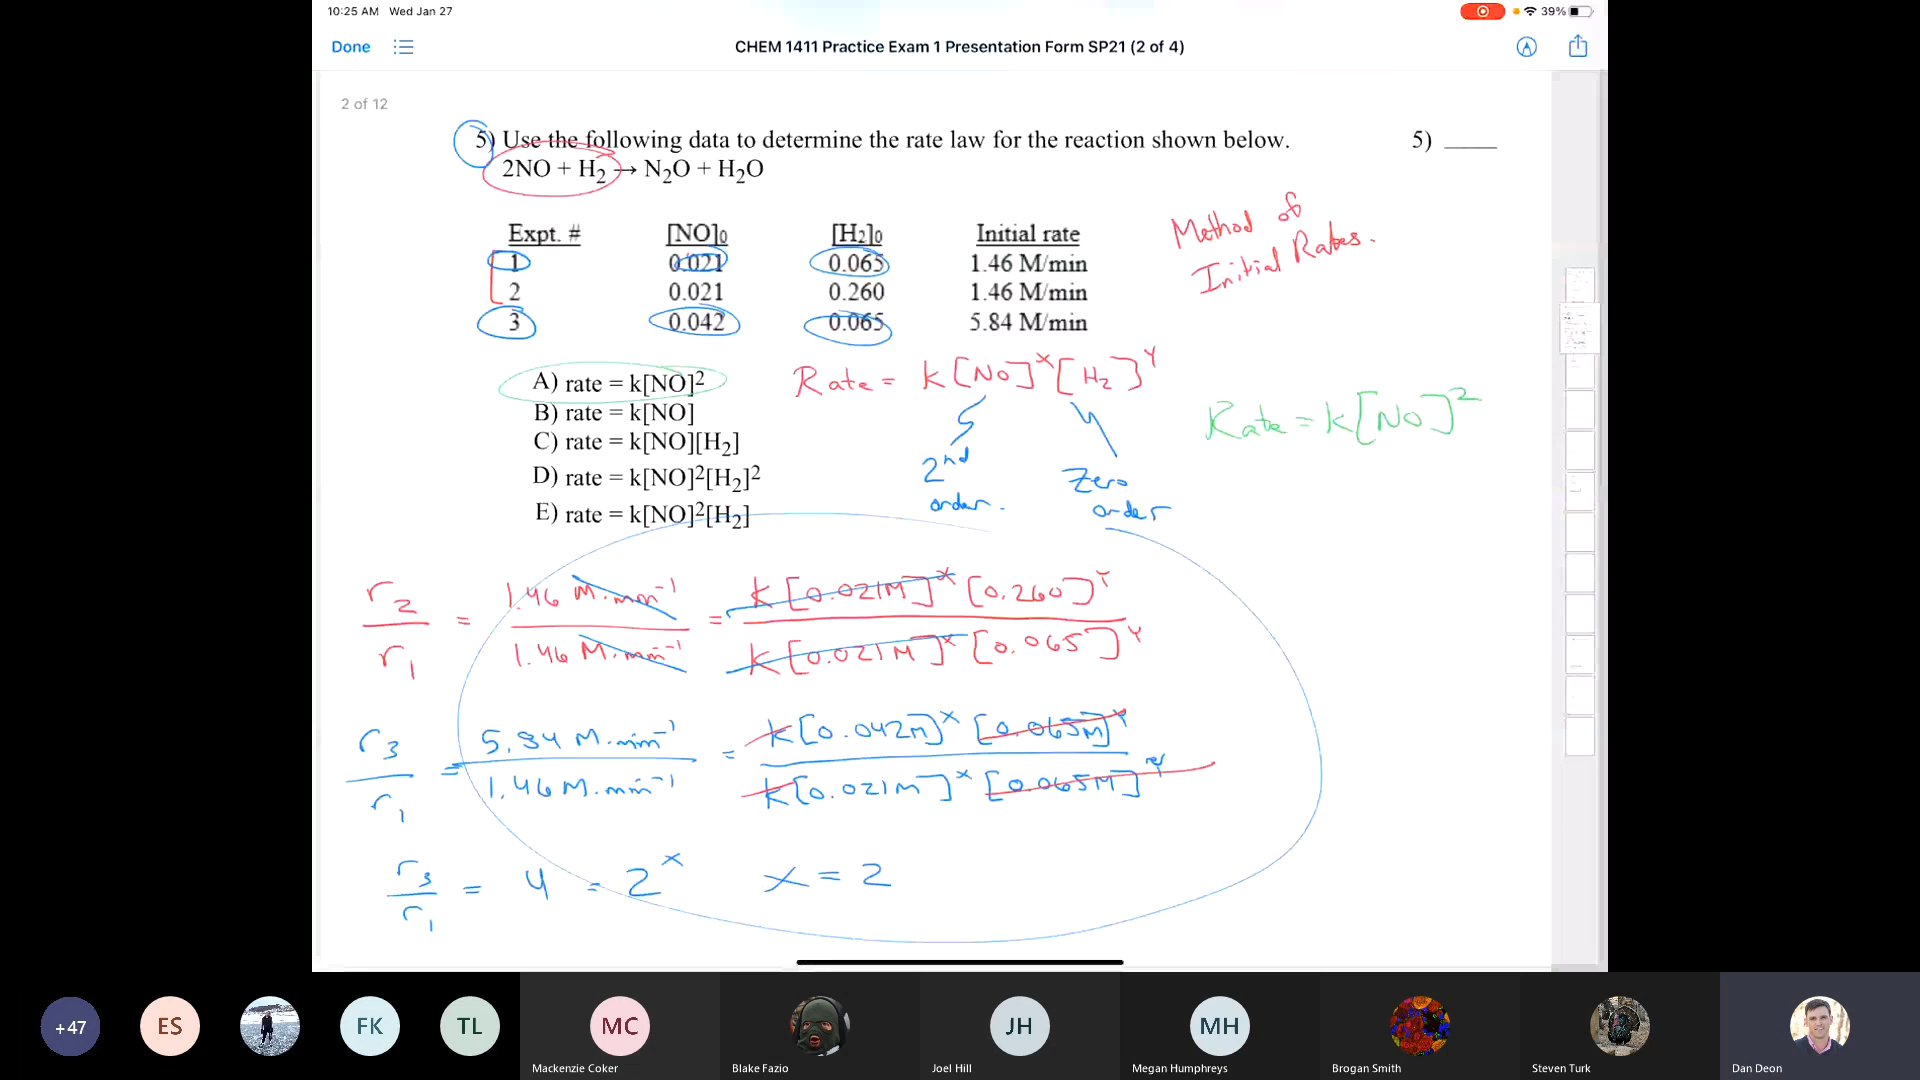 10:25 AM Wed Jan 27
39%
Done
CHEM 1411 Practice Exam 1 Presentation Form SP21 (2 of 4)
2 of 12
5) Use the following data to determine the rate law for the reaction shown below. 5) ____
2NO + H₂ → N₂O + H₂O
Expt. # [NO]₀ [H₂]₀ Initial rate
1 0.021 0.065 1.46 M/min
2 0.021 0.260 1.46 M/min
3 0.042 0.065 5.84 M/min
Method of
Initial Rates.
A) rate = k[NO]²
B) rate = k[NO]
C) rate = k[NO][H₂]
D) rate = k[NO]²[H₂]²
E) rate = k[NO]²[H₂]
Rate = k[NO]ˣ[H₂]ʸ
2nd order.
Zero order
Rate = k[NO]²
r₂/r₁ = 1.46 M·min⁻¹/1.46 M·min⁻¹ = k[0.021M]ˣ[0.260]ʸ/k[0.021M]ˣ[0.065]ʸ
r₃/r₁ = 5.84 M·min⁻¹/1.46 M·min⁻¹ = k[0.042M]ˣ[0.065M]ʸ/k[0.021M]ˣ[0.065M]ʸ
r₃/r₁ = 4 = 2ˣ x = 2
+47 ES FK TL MC JH MH
Mackenzie Coker Blake Fazio Joel Hill Megan Humphreys Brogan Smith Steven Turk Dan Deon